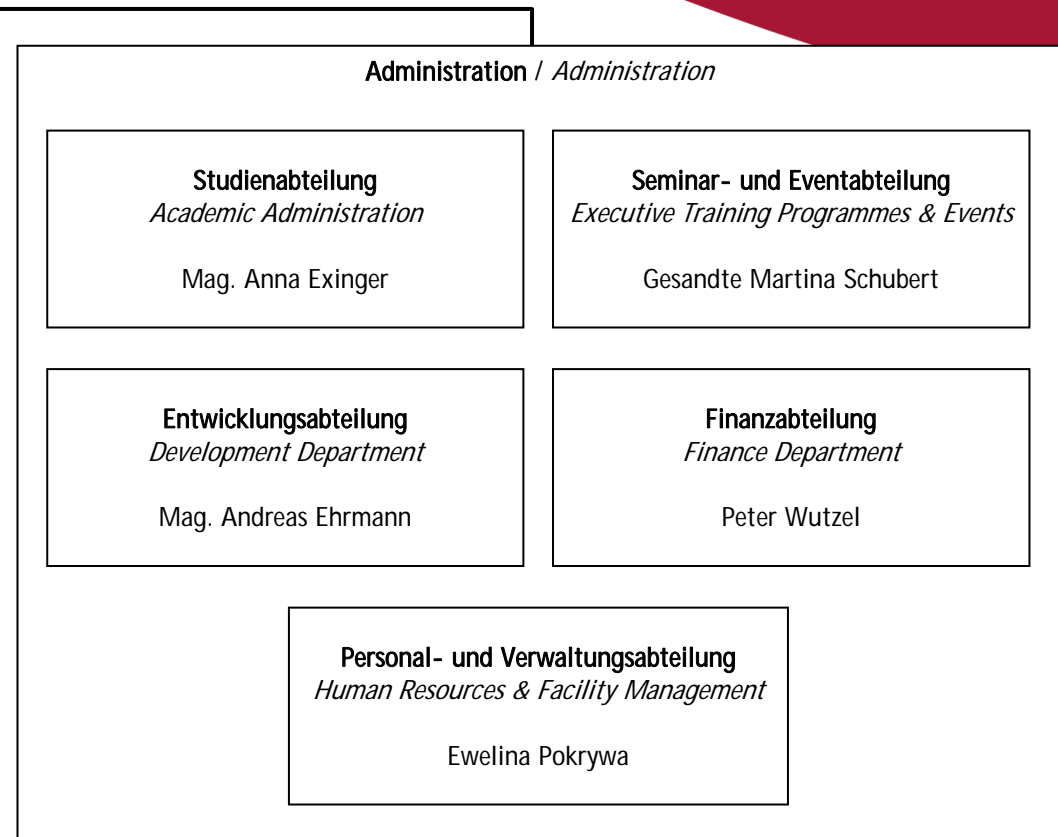 Administration / Administration
Studienabteilung
Academic Administration
Mag. Anna Exinger
Seminar- und Eventabteilung
Executive Training Programmes & Events
Gesandte Martina Schubert
Entwicklungsabteilung
Development Department
Mag. Andreas Ehrmann
Finanzabteilung
Finance Department
Peter Wutzel
Personal- und Verwaltungsabteilung
Human Resources & Facility Management
Ewelina Pokrywa